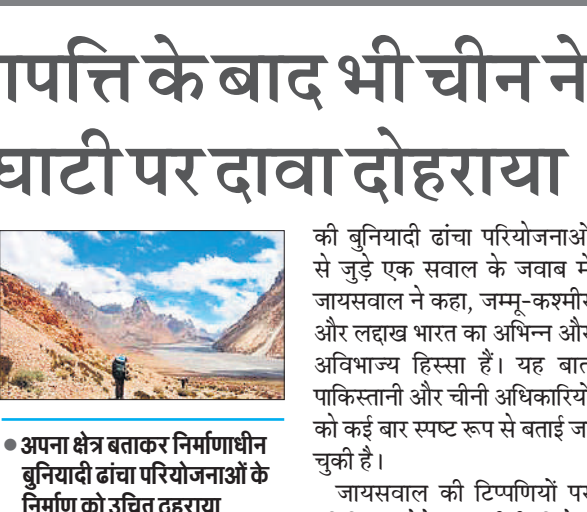 के बाद भी चीन ने
घाटी पर दावा दोहराया
की बुनियादी ढांचा परियोजनाओं
से जुड़े एक सवाल के जवाब में
जायसवाल ने कहा, जम्मू-कश्मीर
और लद्दाख भारत का अभिन्न और
अविभाज्य हिस्सा हैं। यह बात
पाकिस्तानी और चीनी अधिकारियों
को कई बार स्पष्ट रूप से बताई जा
चुकी है।
जायसवाल की टिप्पणियों पर
● अपना क्षेत्र बताकर निर्माणाधीन
बुनियादी ढांचा परियोजनाओं के
निर्माण को उचित ठहराया